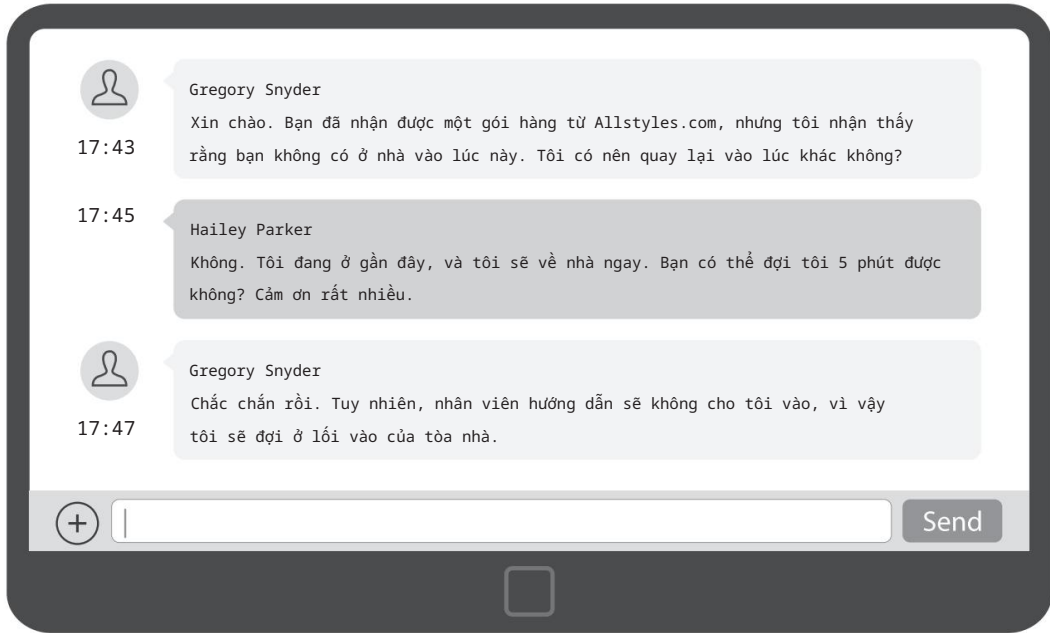 Gregory Snyder
17:43
Xin chào. Bạn đã nhận được một gói hàng từ Allstyles.com, nhưng tôi nhận thấy
rằng bạn không có ở nhà vào lúc này. Tôi có nên quay lại vào lúc khác không?
17:45
Hailey Parker
Không. Tôi đang ở gần đây, và tôi sẽ về nhà ngay. Bạn có thể đợi tôi 5 phút được
không? Cảm ơn rất nhiều.
Gregory Snyder
17:47
Chắc chắn rồi. Tuy nhiên, nhân viên hướng dẫn sẽ không cho tôi vào, vì vậy
tôi sẽ đợi ở lối vào của tòa nhà.
Send